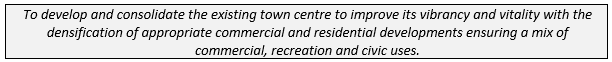 To develop and consolidate the existing town centre to improve its vibrancy and vitality with the
densification of appropriate commercial and residential developments ensuring a mix of
commercial, recreation and civic uses.